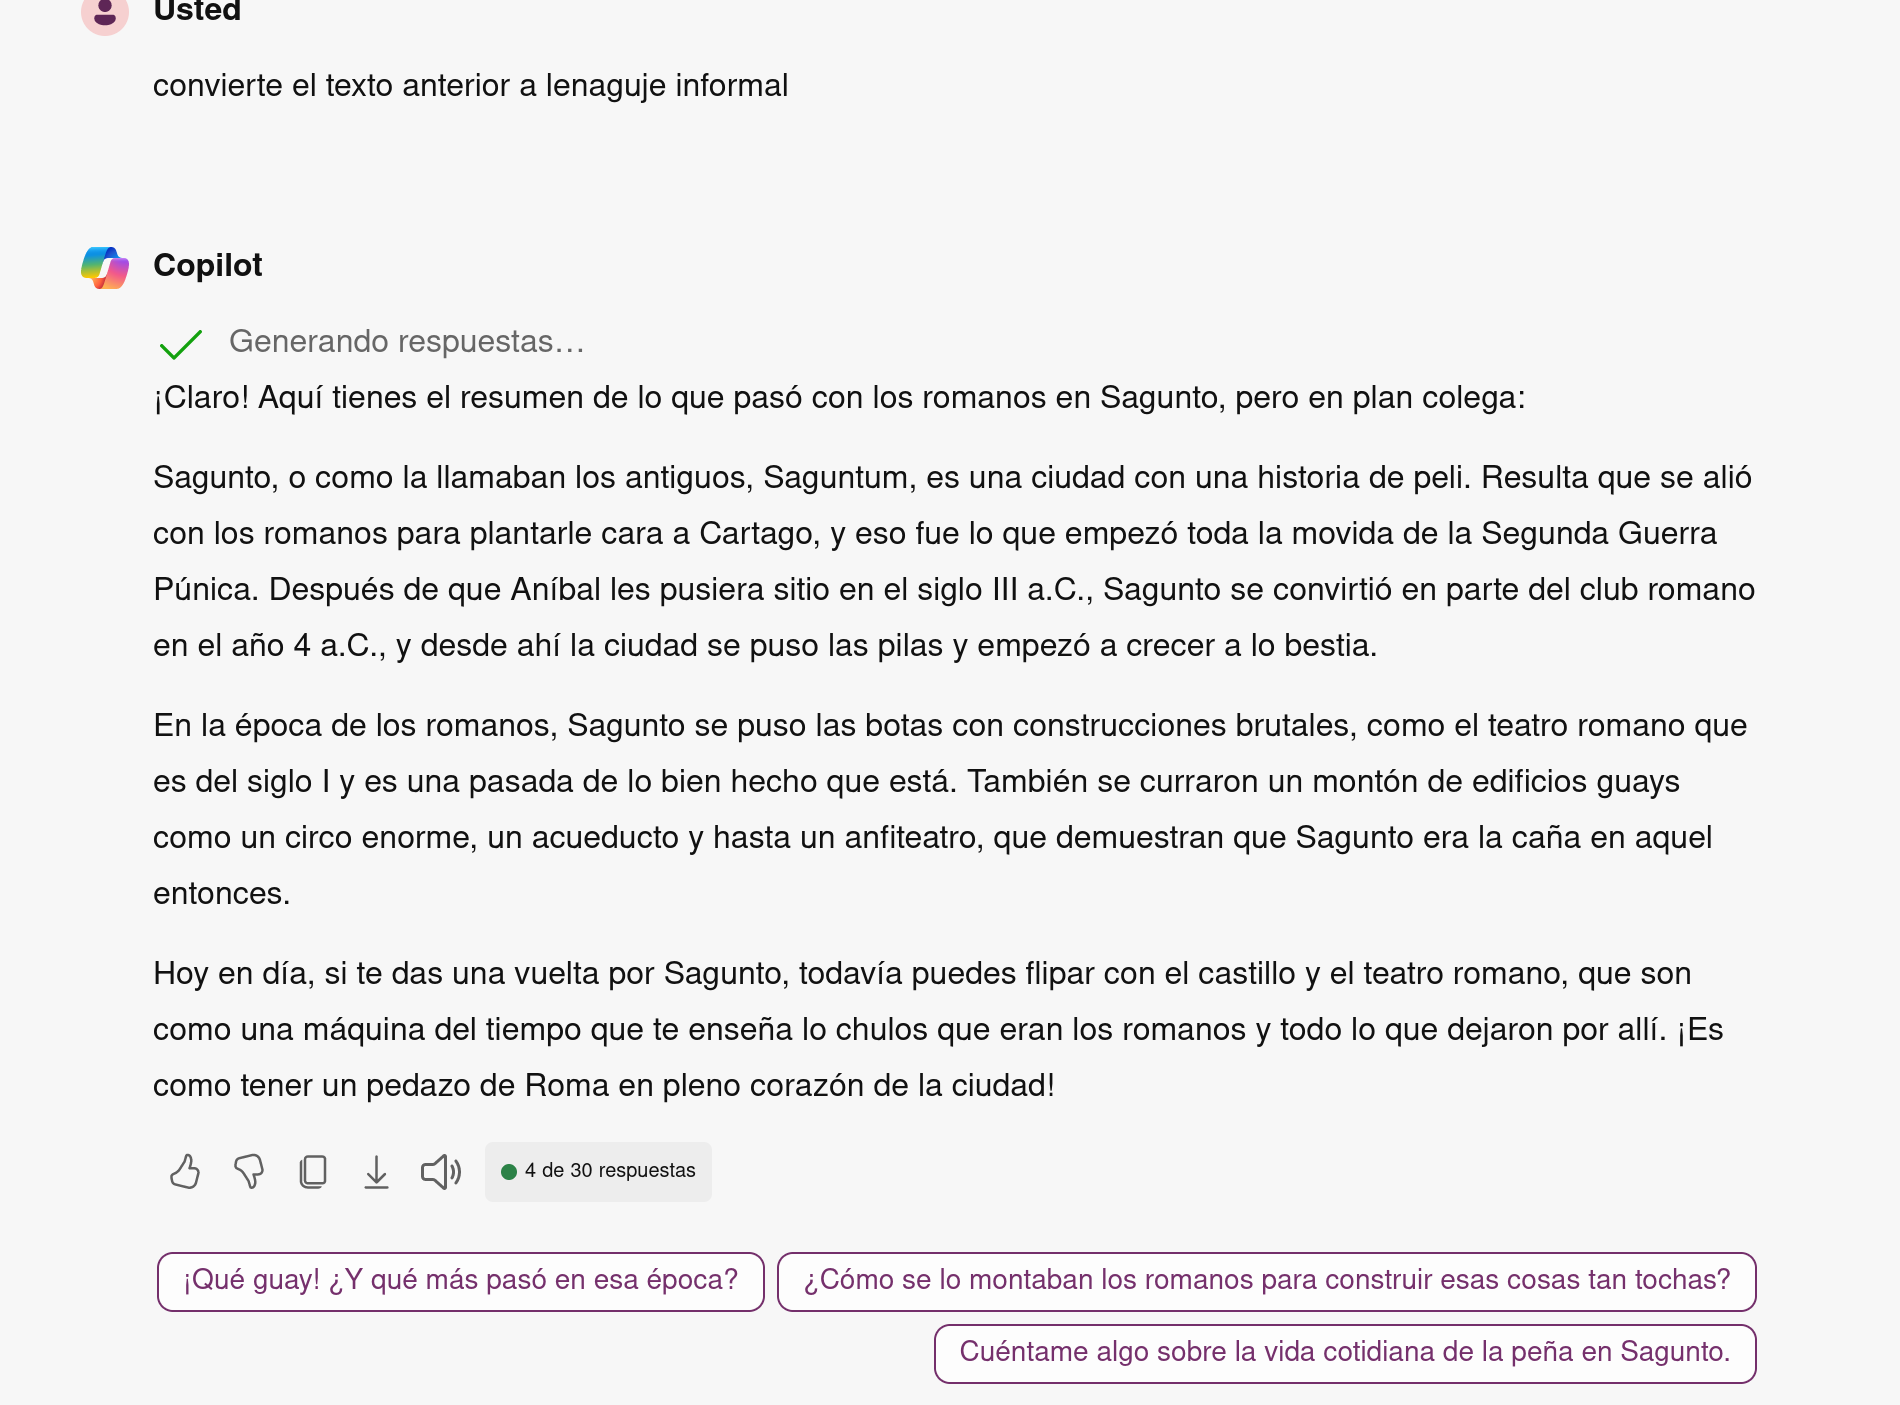 Usted
convierte el texto anterior a lenaguje informal
Copilot
Generando respuestas...
¡Claro! Aquí tienes el resumen de lo que pasó con los romanos en Sagunto, pero en plan colega:
Sagunto, o como la llamaban los antiguos, Saguntum, es una ciudad con una historia de peli. Resulta que se alió
con los romanos para plantarle cara a Cartago, y eso fue lo que empezó toda la movida de la Segunda Guerra
Púnica. Después de que Aníbal les pusiera sitio en el siglo III a.C., Sagunto se convirtió en parte del club romano
en el año 4 a.C., y desde ahí la ciudad se puso las pilas y empezó a crecer a lo bestia.
En la época de los romanos, Sagunto se puso las botas con construcciones brutales, como el teatro romano que
es del siglo I y es una pasada de lo bien hecho que está. También se curraron un montón de edificios guays
como un circo enorme, un acueducto y hasta un anfiteatro, que demuestran que Sagunto era la caña en aquel
entonces.
Hoy en día, si te das una vuelta por Sagunto, todavía puedes flipar con el castillo y el teatro romano, que son
como una máquina del tiempo que te enseña lo chulos que eran los romanos y todo lo que dejaron por allí. ¡Es
como tener un pedazo de Roma en pleno corazón de la ciudad!
4 de 30 respuestas
¡Qué guay! ¿Y qué más pasó en esa época?
¿Cómo se lo montaban los romanos para construir esas cosas tan tochas?
Cuéntame algo sobre la vida cotidiana de la peña en Sagunto.